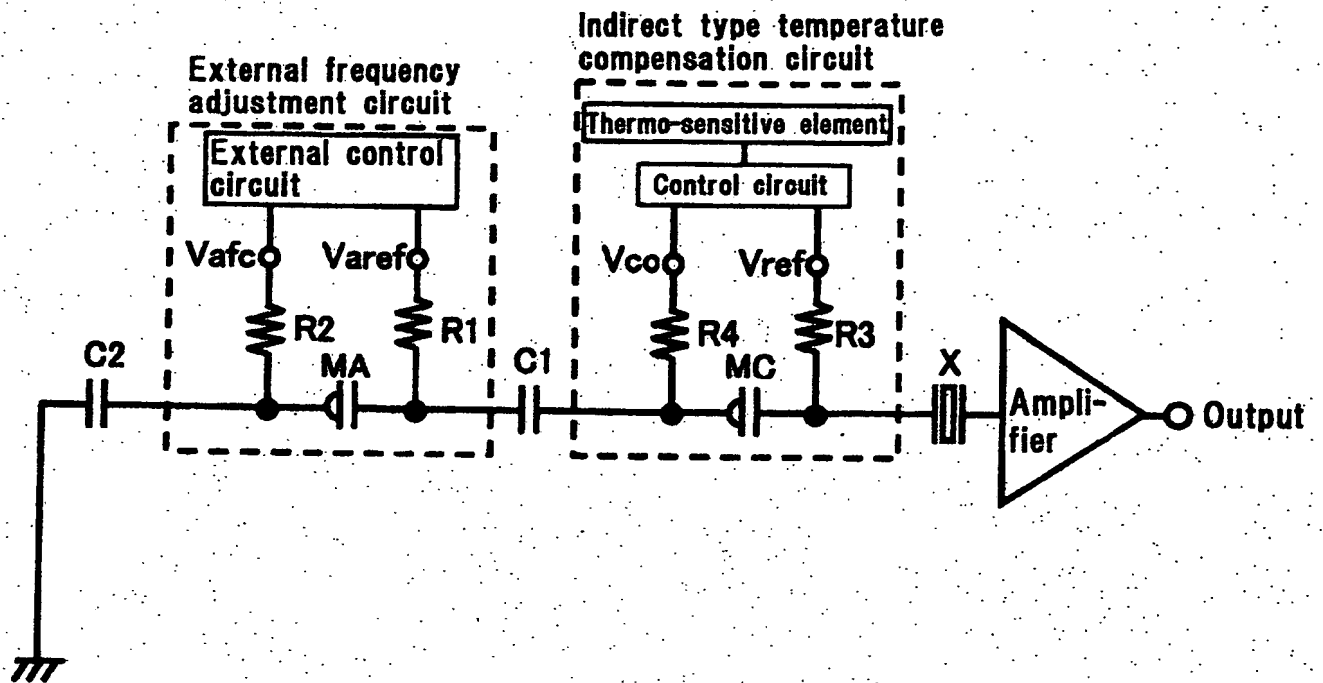 Indirect type temperature
compensation circuit
External frequency
adjustment circuit
Thermo-sensitive element
External control
circuit
Control circuit
Vafc
Varef
Vco
Vref
R2
R1
R4
R3
C2
MA
C1
MC
X
Ampli-
fier
Output